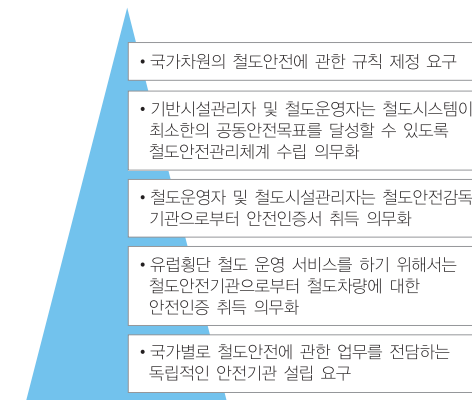 • 국가차원의 철도안전에 관한 규칙 제정 요구
• 기반시설관리자 및 철도운영자는 철도시스템이
최소한의 공동안전목표를 달성할 수 있도록
철도안전관리체계 수립 의무화
• 철도운영자 및 철도시설관리자는 철도안전감독
기관으로부터 안전인증서 취득 의무화
• 유럽횡단 철도 운영 서비스를 하기 위해서는
철도안전기관으로부터 철도차량에 대한
안전인증 취득 의무화
• 국가별로 철도안전에 관한 업무를 전담하는
독립적인 안전기관 설립 요구